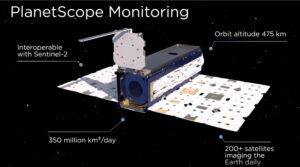 PlanetScope Monitoring
Orbit altitude 475 km
Interoperable
with Sentinel-2
350 million km²/day
200+ satellites
imaging the
Earth daily